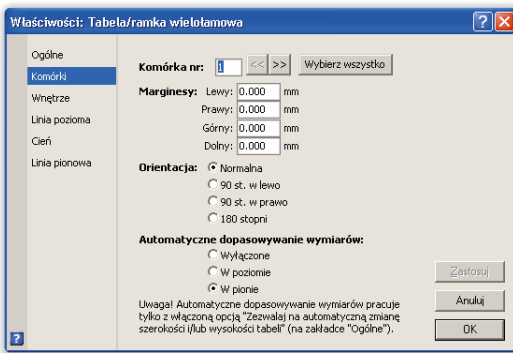 Właściwości: Tabela/ramka wielołamowa
Ogólne
Komórki
Wnętrze
Linia pozioma
Cień
Linia pionowa
Komórka nr: 1 << >> Wybierz wszystko
Marginesy: Lewy: 0.000 mm
Prawy: 0.000 mm
Górny: 0.000 mm
Dolny: 0.000 mm
Orientacja: Normalna
90 st. w lewo
90 st. w prawo
180 stopni
Automatyczne dopasowywanie wymiarów:
Wyłączone
W poziomie
W pionie
Uwaga! Automatyczne dopasowywanie wymiarów pracuje
tylko z włączoną opcją "Zezwalaj na automatyczną zmianę
szerokości i/lub wysokości tabeli" (na zakładce "Ogólne").
Zastosuj
Anuluj
OK